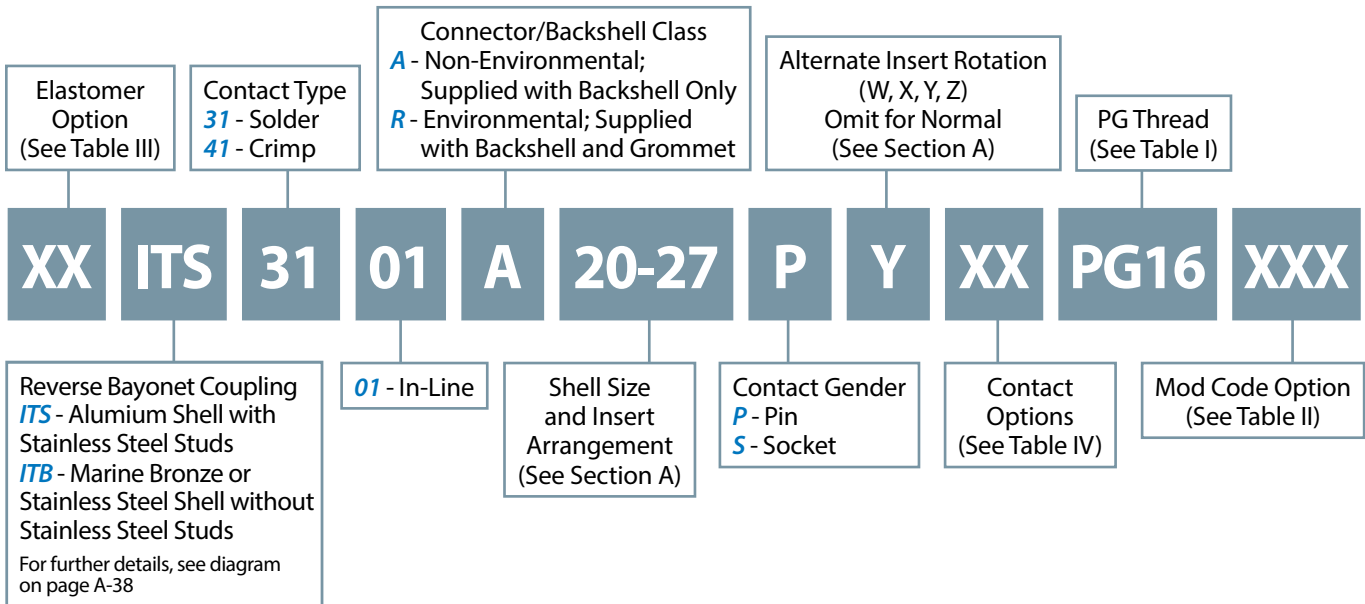 Elastomer
Option
(See Table III)
Contact Type
31 - Solder
41 - Crimp
Connector/Backshell Class
A - Non-Environmental;
Supplied with Backshell Only
R - Environmental; Supplied
with Backshell and Grommet
Alternate Insert Rotation
(W, X, Y, Z)
Omit for Normal
(See Section A)
PG Thread
(See Table I)
XX ITS 31 01 A 20-27 P Y XX PG16 XXX
Reverse Bayonet Coupling
ITS - Alumium Shell with
Stainless Steel Studs
ITB - Marine Bronze or
Stainless Steel Shell without
Stainless Steel Studs
For further details, see diagram
on page A-38
01 - In-Line
Shell Size
and Insert
Arrangement
(See Section A)
Contact Gender
P - Pin
S - Socket
Contact
Options
(See Table IV)
Mod Code Option
(See Table II)